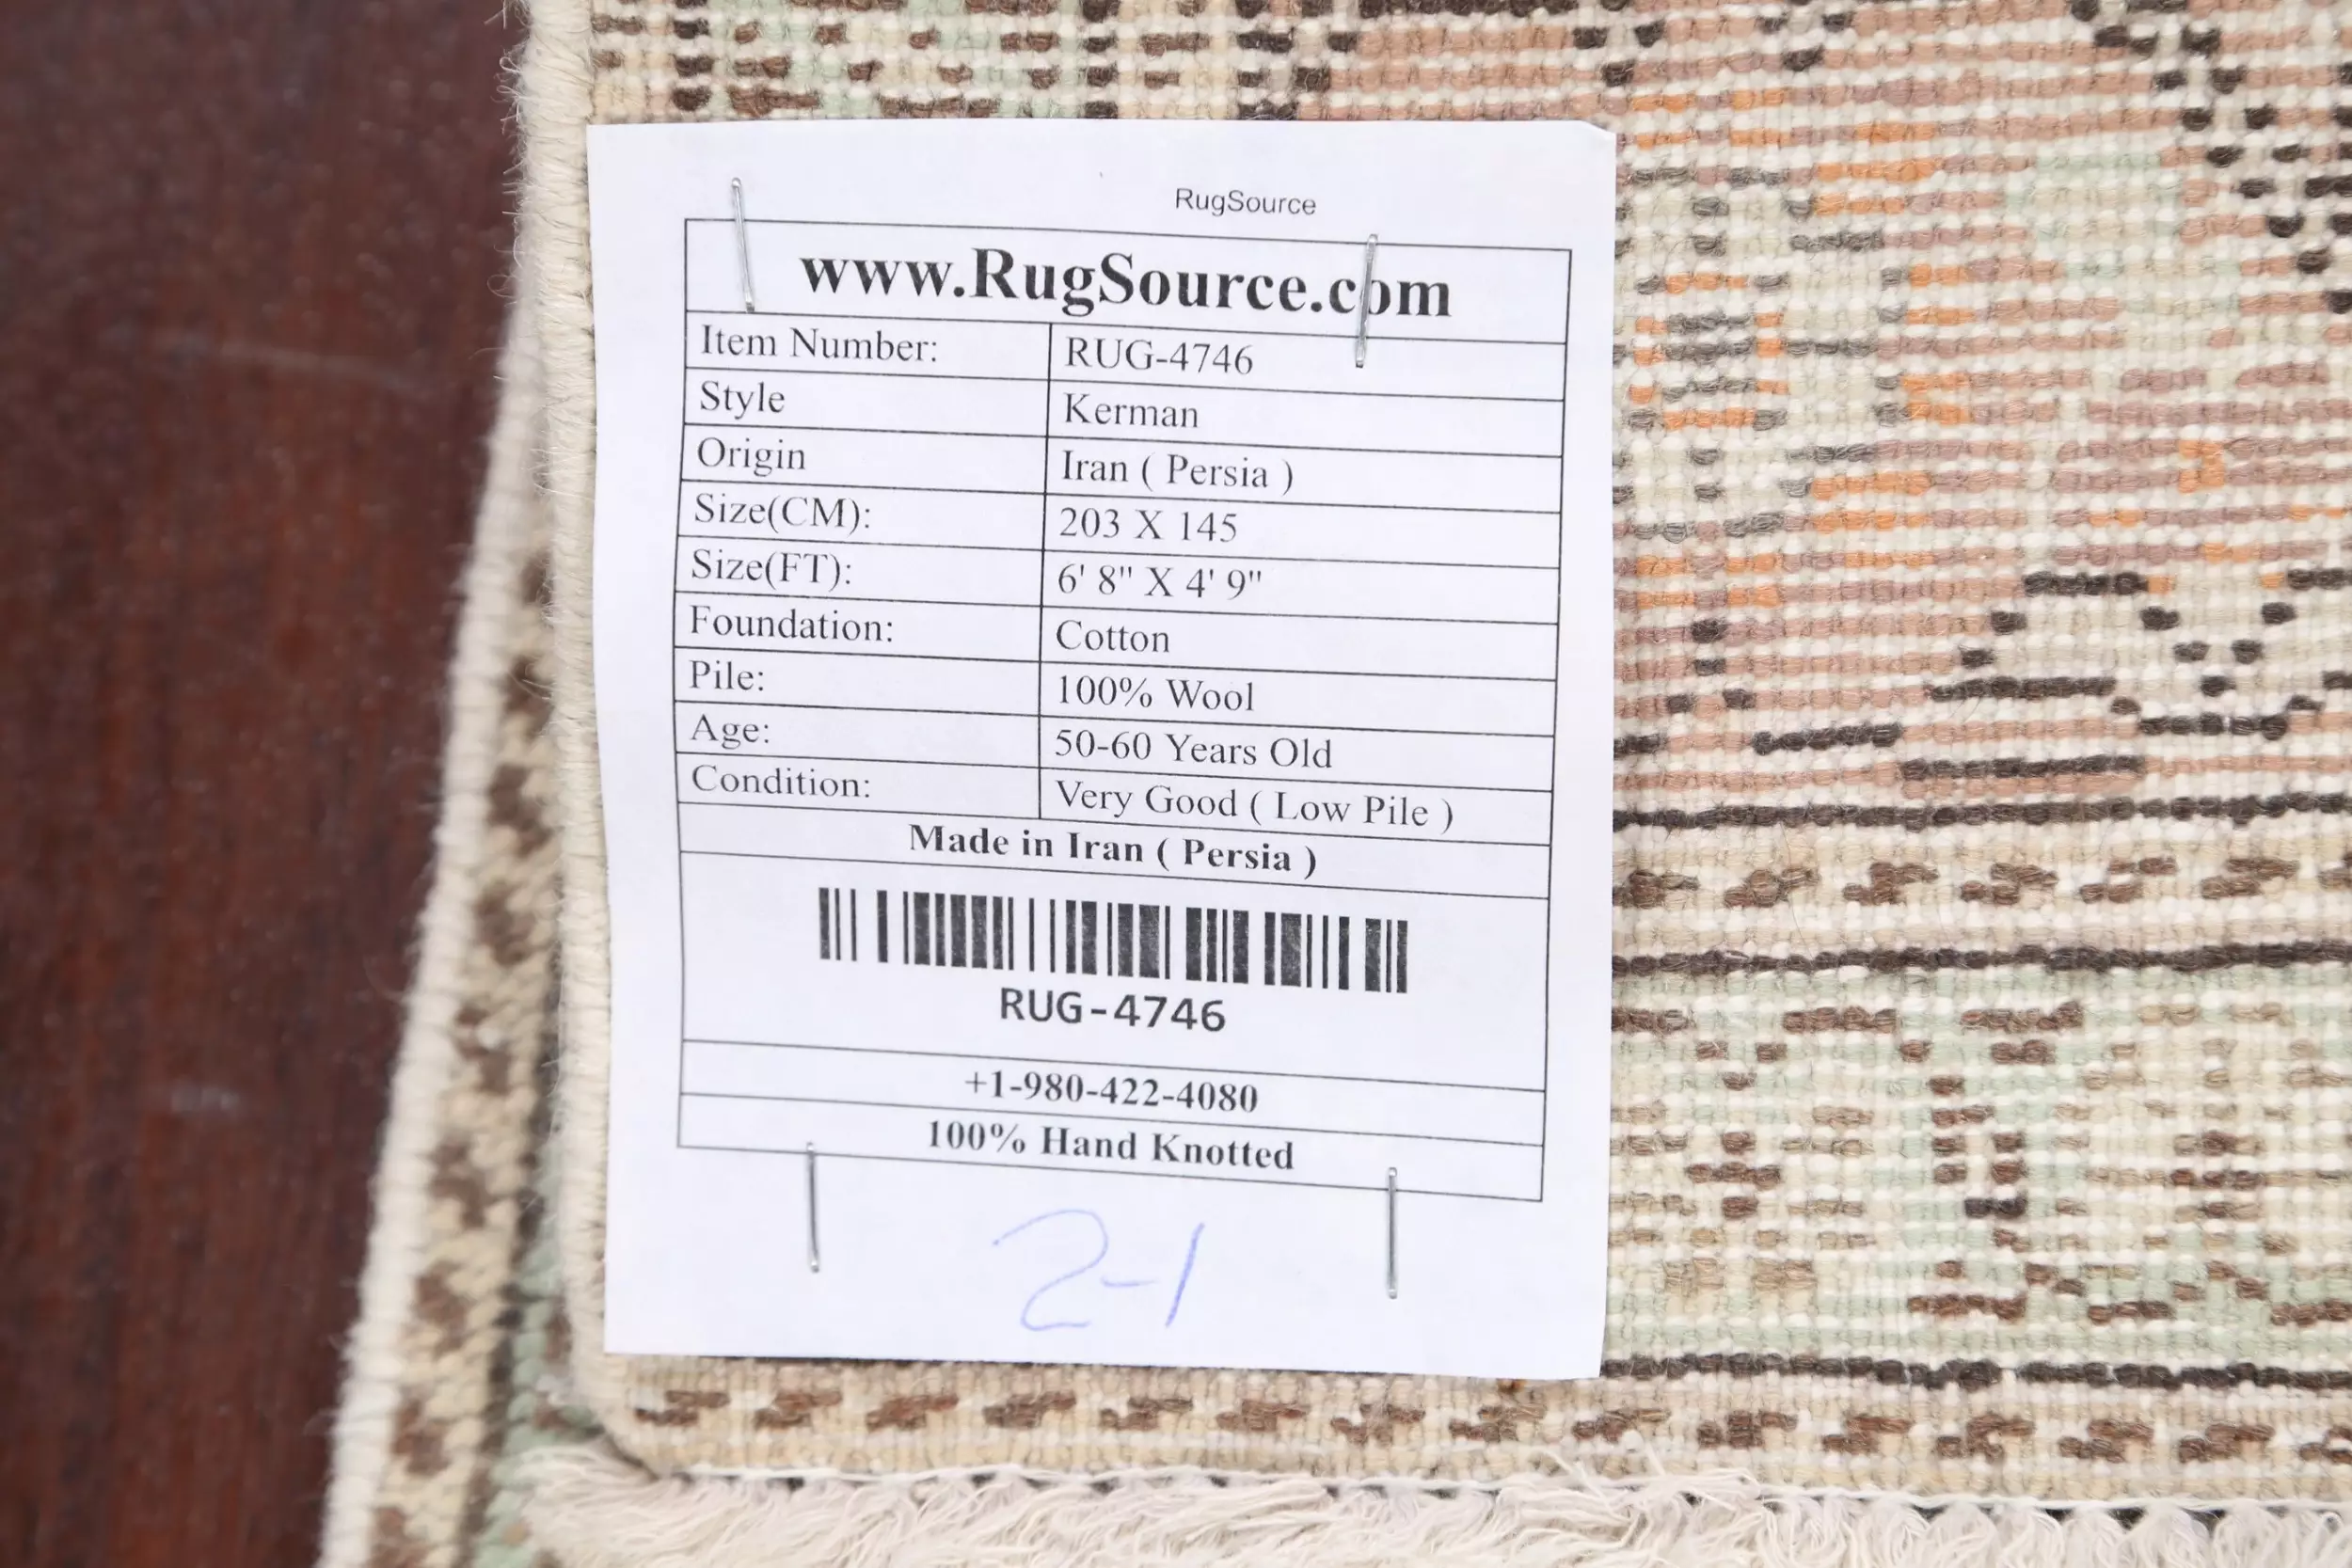 RugSource
www.RugSource.com
Item Number: RUG-4746
Style Kerman
Origin Iran ( Persia )
Size(CM): 203 X 145
Size(FT): 6' 8" X 4' 9"
Foundation: Cotton
Pile: 100% Wool
Age: 50-60 Years Old
Condition: Very Good ( Low Pile )
Made in Iran ( Persia )
RUG-4746
+1-980-422-4080
100% Hand Knotted
2-1